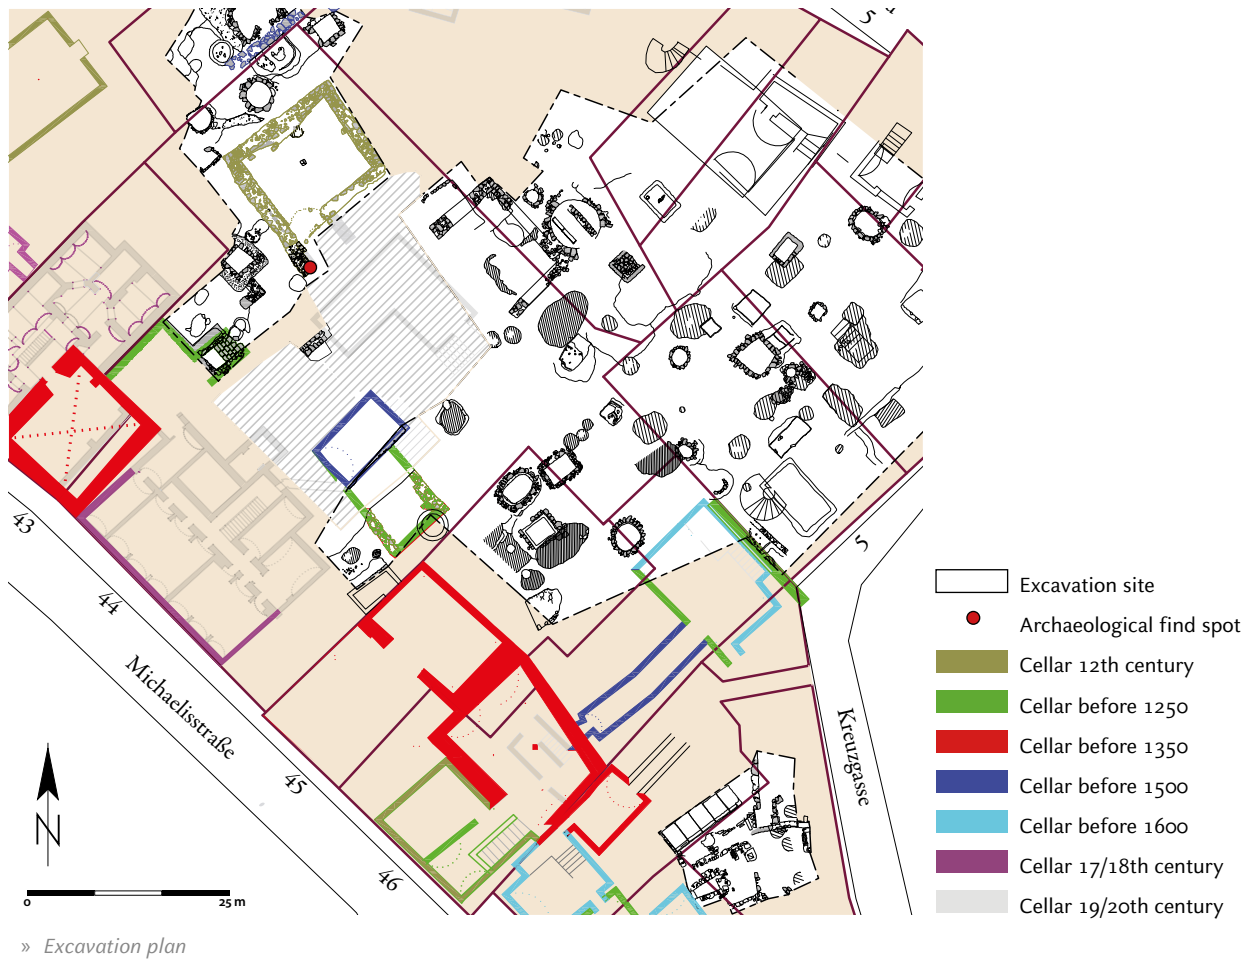 5
43
44
Michaelisstraße
45
46
5
Kreuzgasse
N
0 25 m
Excavation site
Archaeological find spot
Cellar 12th century
Cellar before 1250
Cellar before 1350
Cellar before 1500
Cellar before 1600
Cellar 17/18th century
Cellar 19/20th century
» Excavation plan